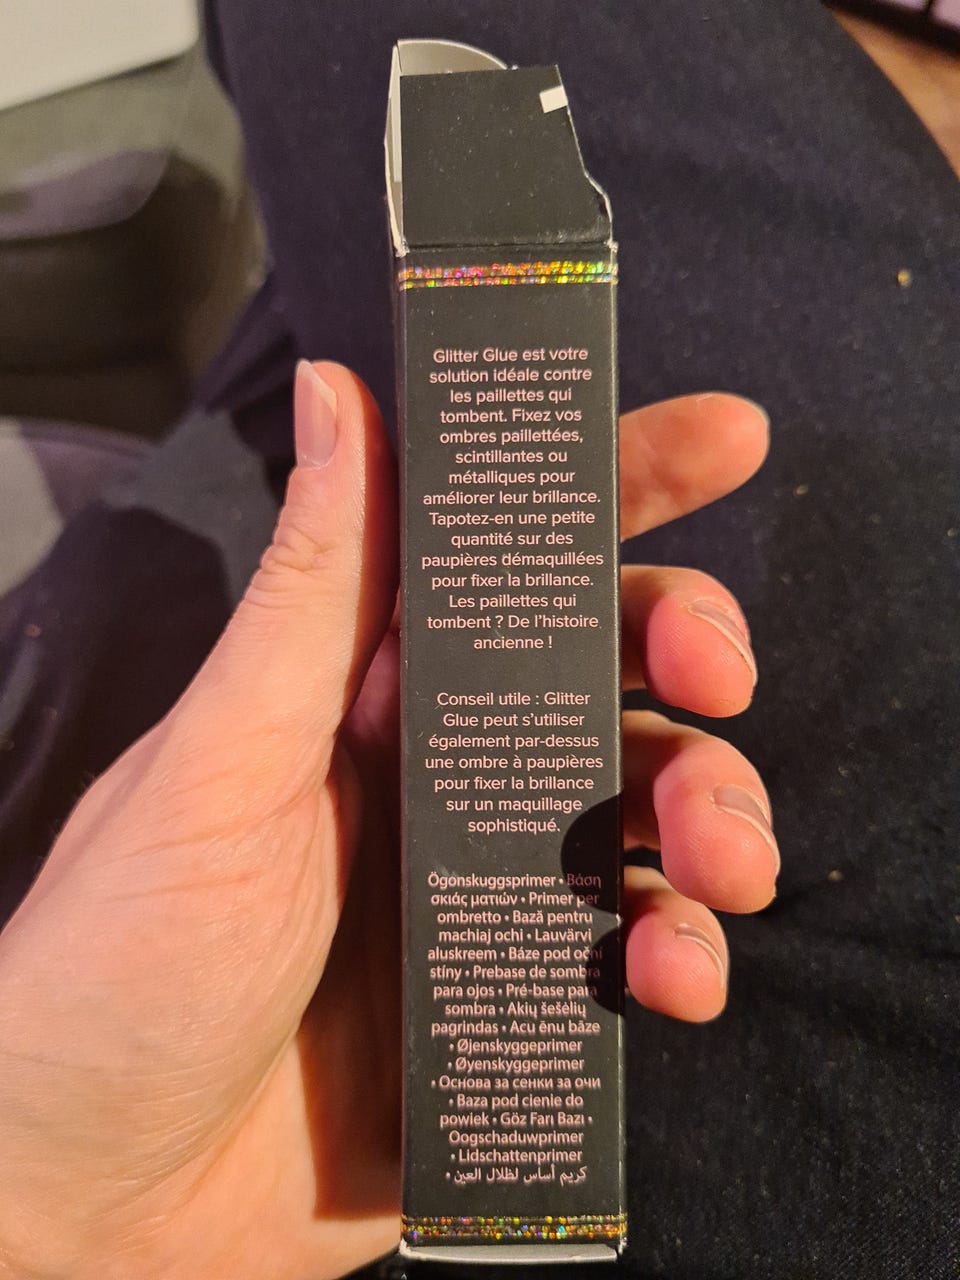 Glitter Glue est votre
solution idéale contre
les paillettes qui
tombent. Fixez vos
ombres pailletées,
scintillantes ou
métalliques pour
améliorer leur brillance.
Tapotez-en une petite
quantité sur des
paupières démaquillées
pour fixer la brillance.
Les paillettes qui
tombent ? De l'histoire
ancienne !
Conseil utile : Glitter
Glue peut s'utiliser
également par-dessus
une ombre à paupières
pour fixer la brillance
sur un maquillage
sophistiqué.
Ögonskuggsprimer • Βάση
σκιάς ματιών • Primer per
ombretto • Bază pentru
machiaj ochi • Lauvärvi
aluskreem • Báze pod oční
stíny • Prebase de sombra
para ojos • Pré-base para
sombra • Akių šešėlių
pagrindas • Acu ēnu bāze
• Øjenskyggeprimer
• Øyenskyggeprimer
• Основа за сенки за очи
• Baza pod cienie do
powiek • Göz Farı Bazı •
Oogschaduwprimer
• Lidschattenprimer
• كريم أساس لظلال العين